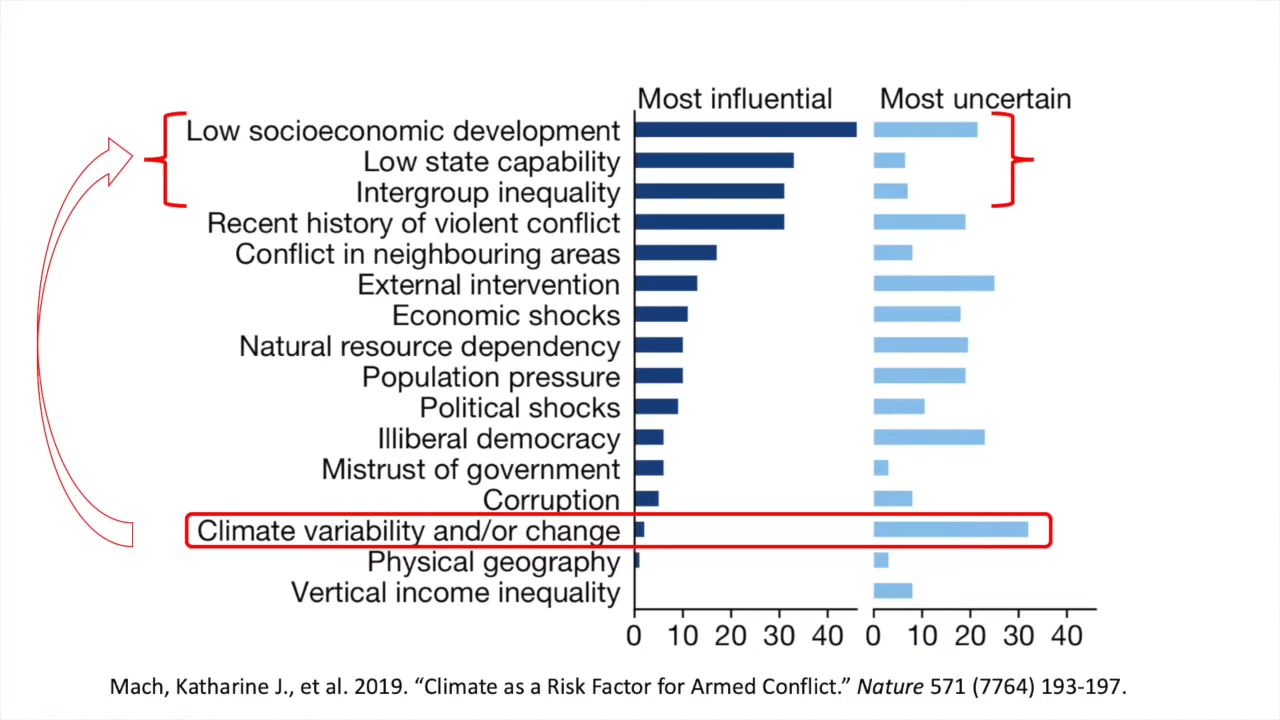 Most influential
Most uncertain
Low socioeconomic development
Low state capability
Intergroup inequality
Recent history of violent conflict
Conflict in neighbouring areas
External intervention
Economic shocks
Natural resource dependency
Population pressure
Political shocks
Illiberal democracy
Mistrust of government
Corruption
Climate variability and/or change
Physical geography
Vertical income inequality
0 10 20 30 40
0 10 20 30 40
Mach, Katharine J., et al. 2019. “Climate as a Risk Factor for Armed Conflict.” Nature 571 (7764) 193-197.